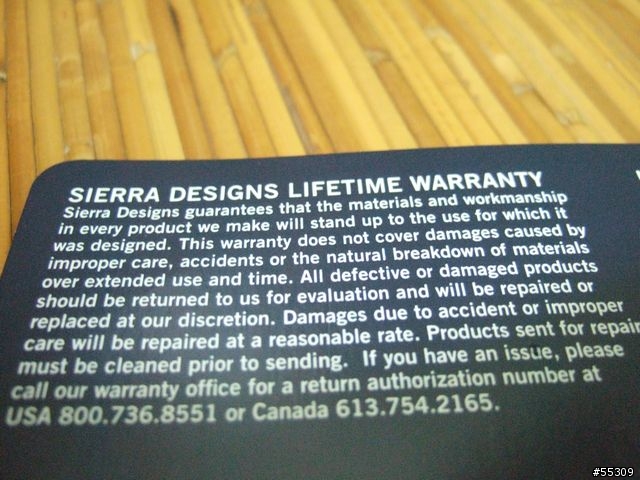 SIERRA DESIGNS LIFETIME WARRANTY
Sierra Designs guarantees that the materials and workmanship
in every product we make will stand up to the use for which it
was designed. This warranty does not cover damages caused by
improper care, accidents or the natural breakdown of materials
over extended use and time. All defective or damaged products
should be returned to us for evaluation and will be repaired or
replaced at our discretion. Damages due to accident or improper
care will be repaired at a reasonable rate. Products sent for repair
must be cleaned prior to sending. If you have an issue, please
call our warranty office for a return authorization number at
USA 800.736.8551 or Canada 613.754.2165.
#55309